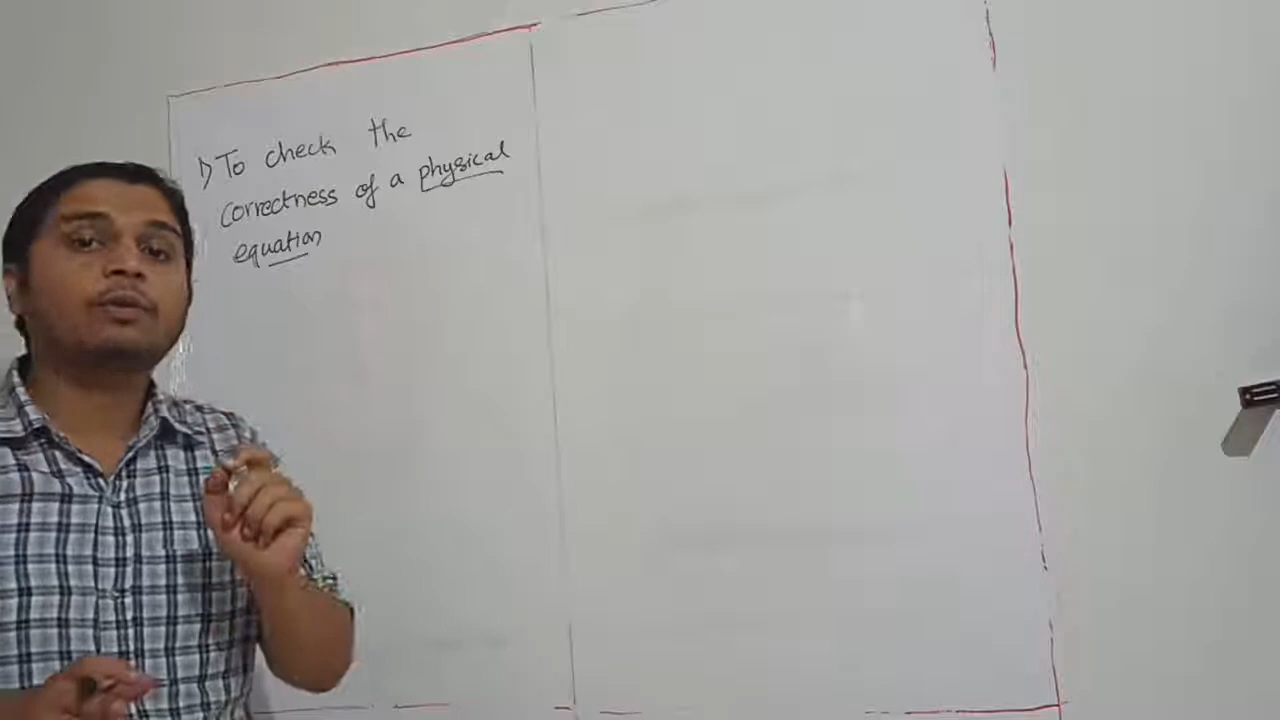 1) To check the
correctness of a physical
equation